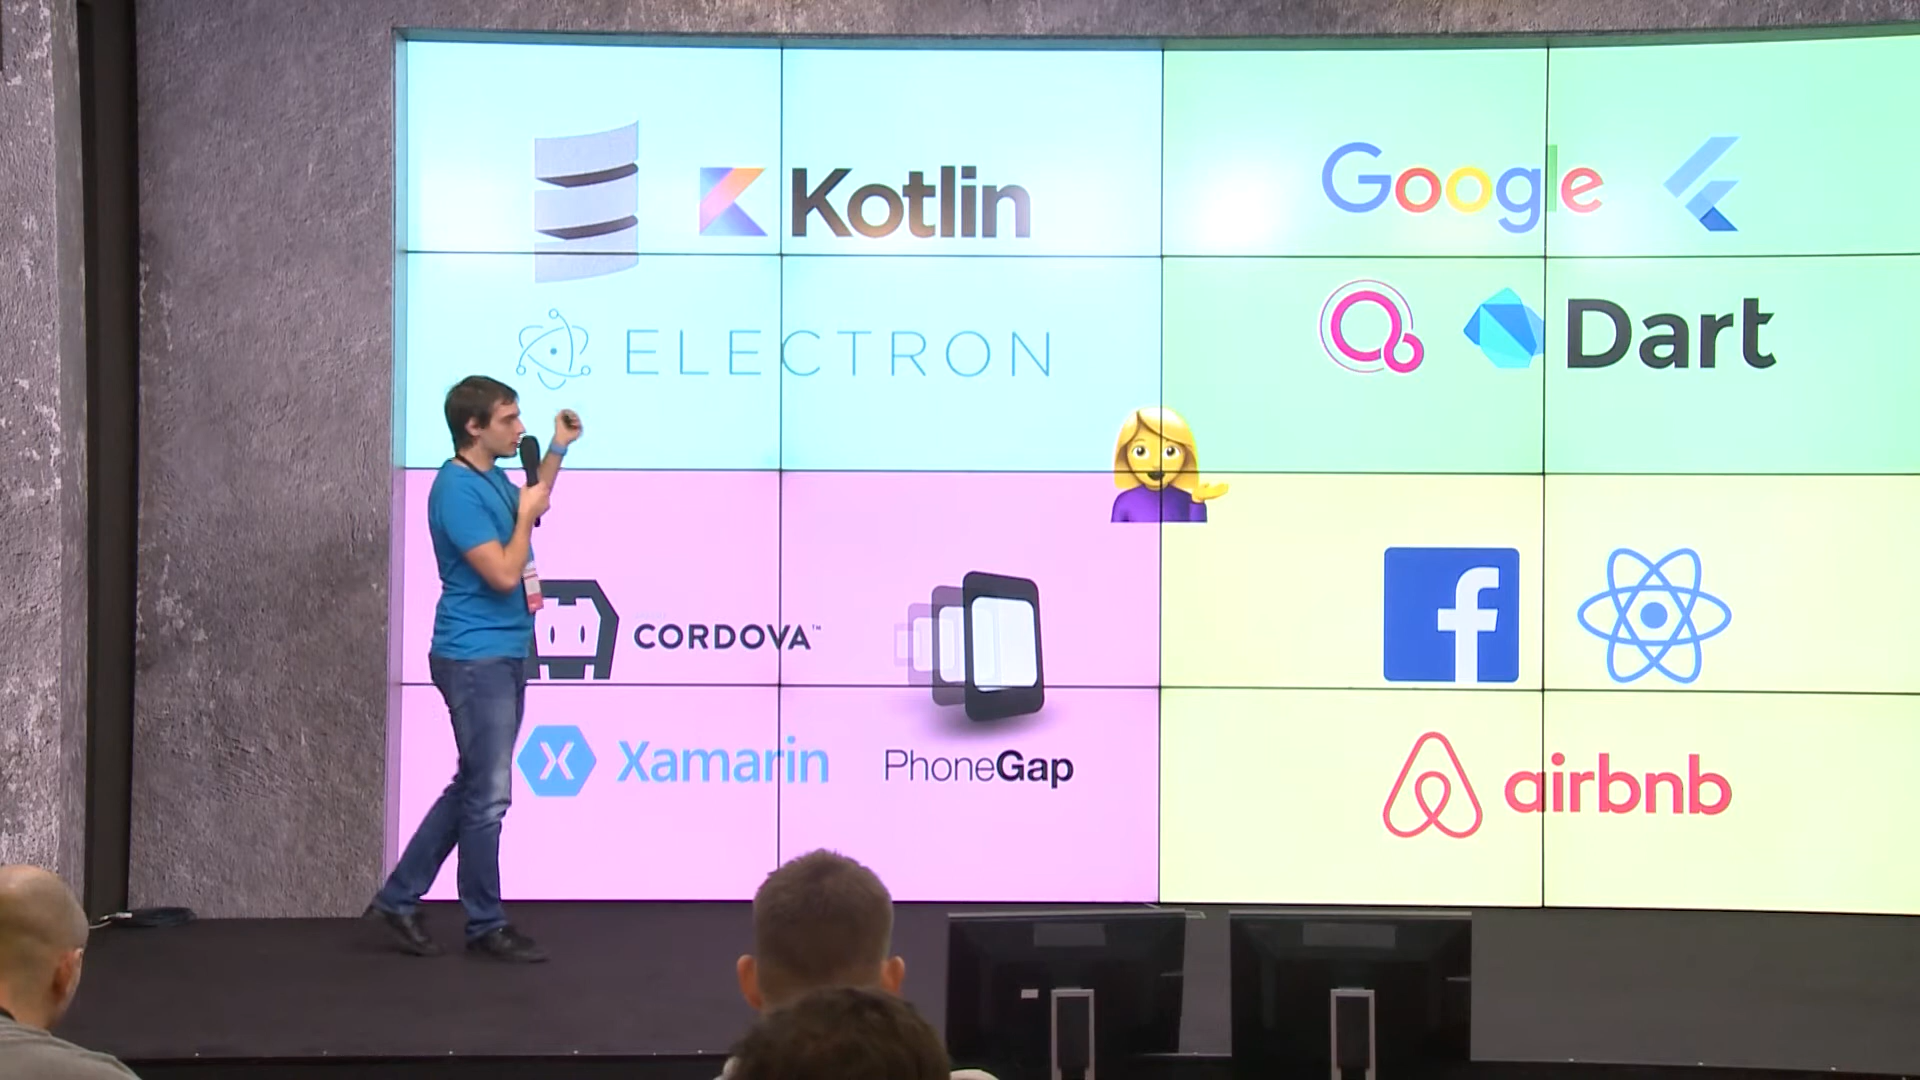 Kotlin
Google
ELECTRON
Dart
CORDOVA™
Xamarin
PhoneGap
f
airbnb